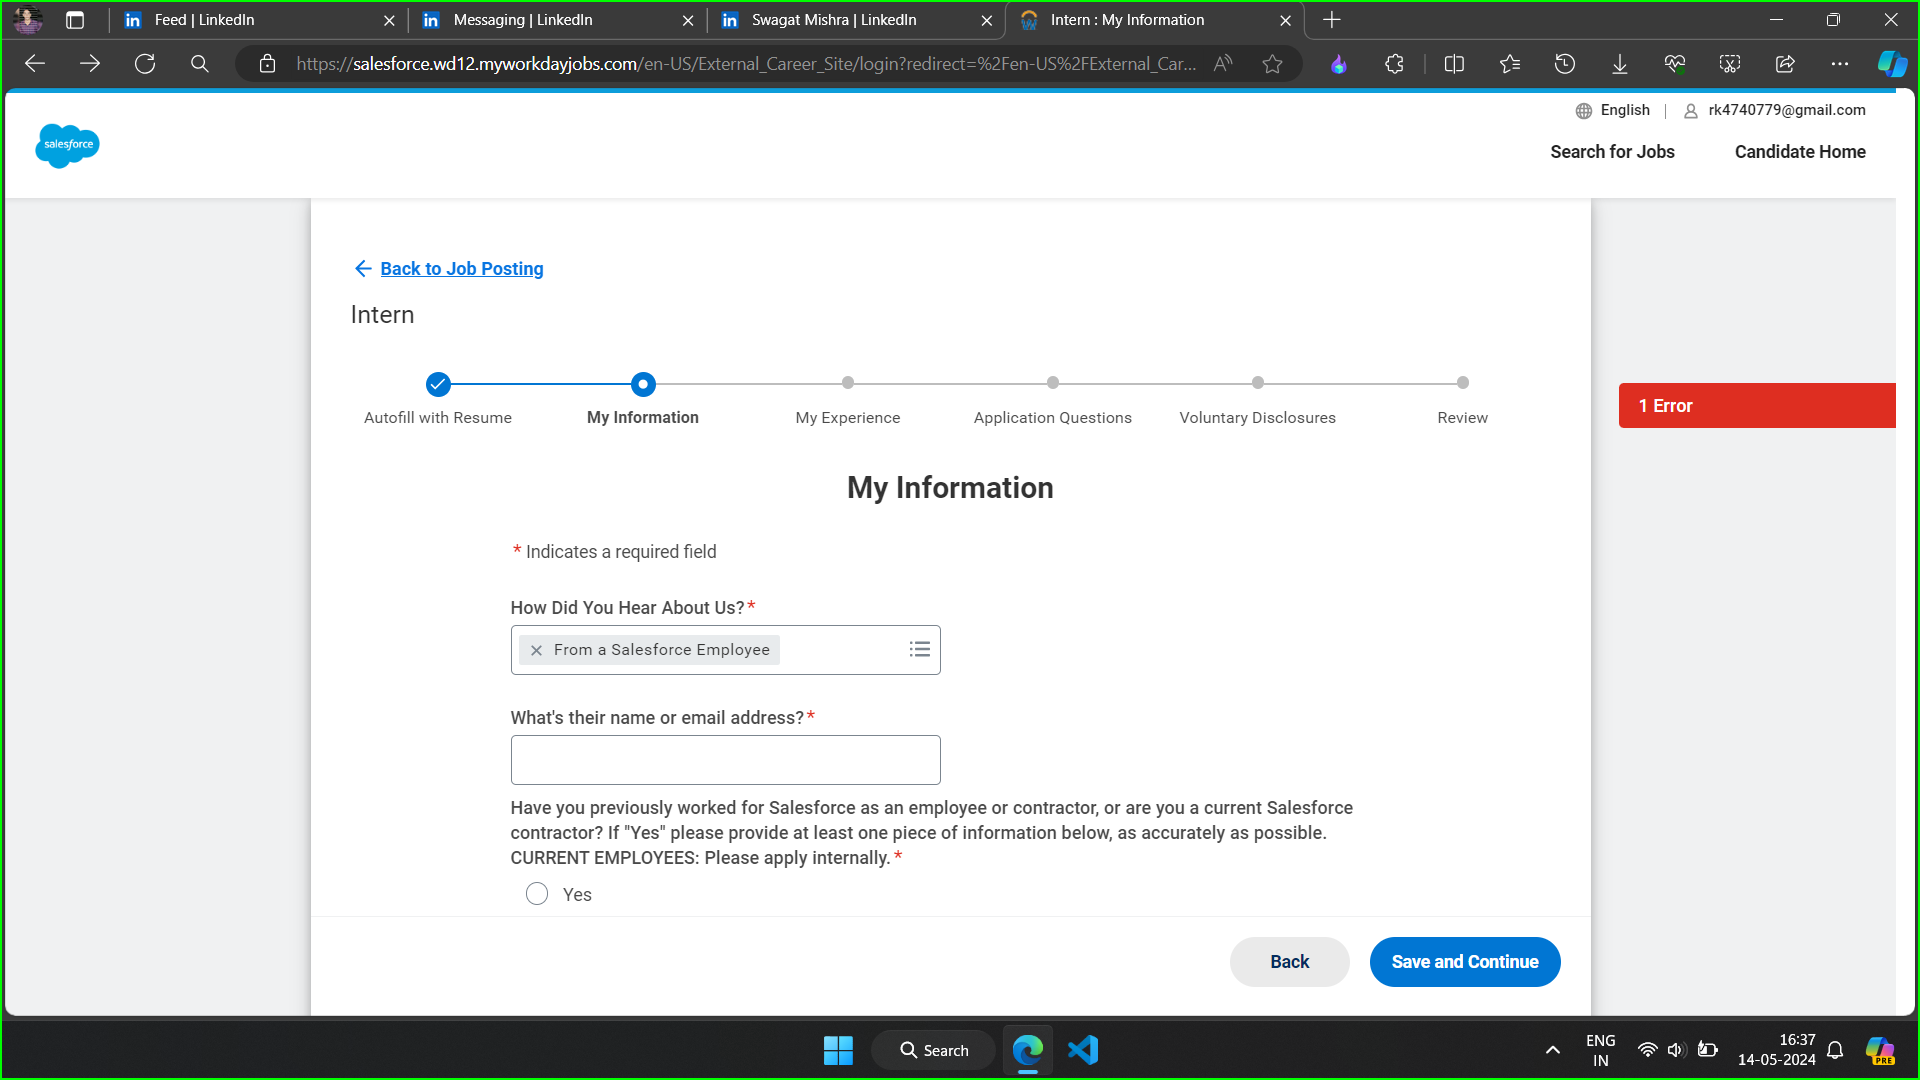 Feed | LinkedIn
Messaging | LinkedIn
Swagat Mishra | LinkedIn
Intern : My Information
https://salesforce.wd12.myworkdayjobs.com/en-US/External_Career_Site/login?redirect=%2Fen-US%2FExternal_Car...
English
rk4740779@gmail.com
salesforce
Search for Jobs
Candidate Home
Back to Job Posting
Intern
Autofill with Resume
My Information
My Experience
Application Questions
Voluntary Disclosures
Review
1 Error
My Information
* Indicates a required field
How Did You Hear About Us?*
From a Salesforce Employee
What's their name or email address?*
Have you previously worked for Salesforce as an employee or contractor, or are you a current Salesforce
contractor? If "Yes" please provide at least one piece of information below, as accurately as possible.
CURRENT EMPLOYEES: Please apply internally.*
Yes
Back
Save and Continue
Search
ENG
IN
16:37
14-05-2024
PRE